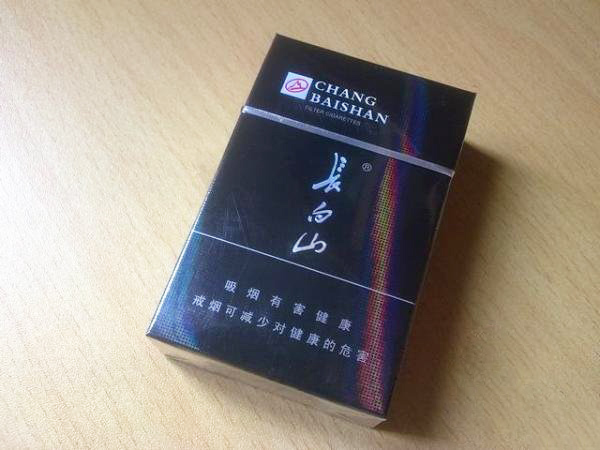 CHANG
BAISHAN
FILTER CIGARETTES
長白山®
吸烟有害健康
戒烟可减少对健康的危害